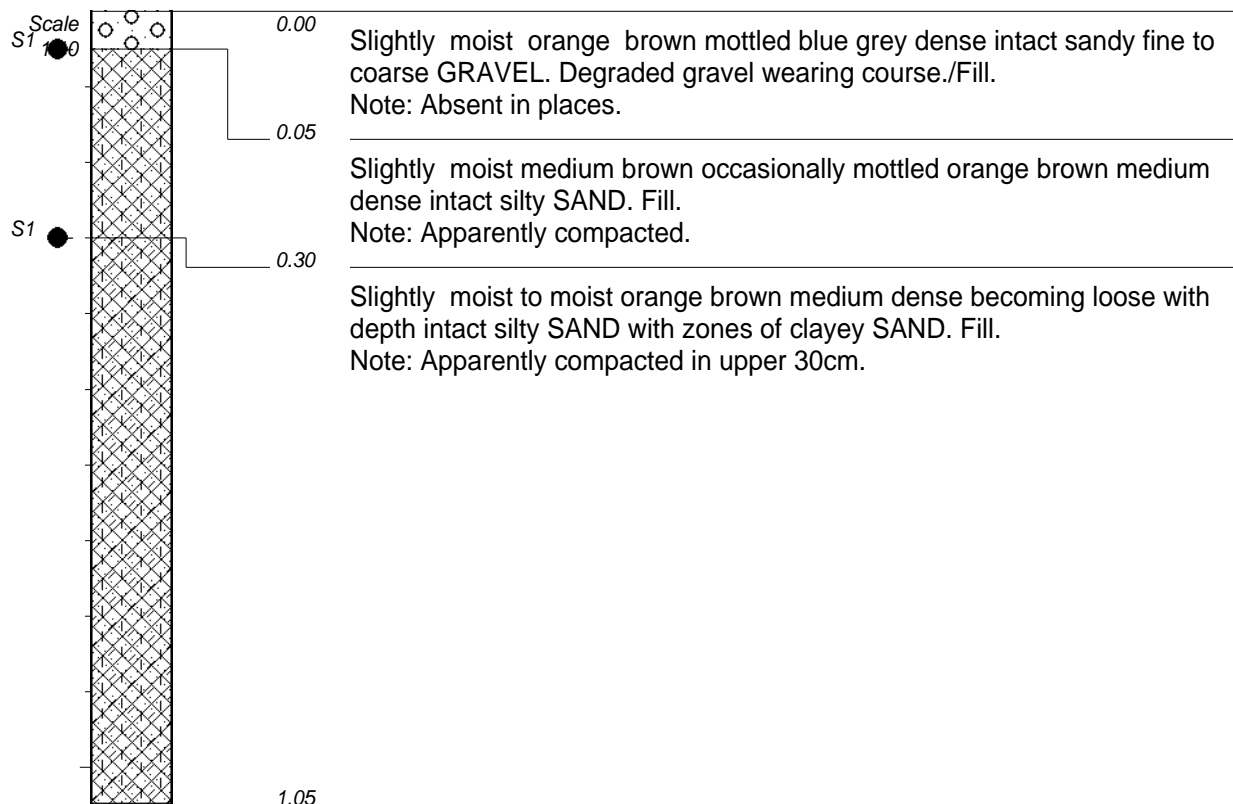 Scale
S1
0.00
Slightly moist orange brown mottled blue grey dense intact sandy fine to
coarse GRAVEL. Degraded gravel wearing course./Fill.
Note: Absent in places.
0.05
Slightly moist medium brown occasionally mottled orange brown medium
dense intact silty SAND. Fill.
Note: Apparently compacted.
S1
0.30
Slightly moist to moist orange brown medium dense becoming loose with
depth intact silty SAND with zones of clayey SAND. Fill.
Note: Apparently compacted in upper 30cm.
1.05